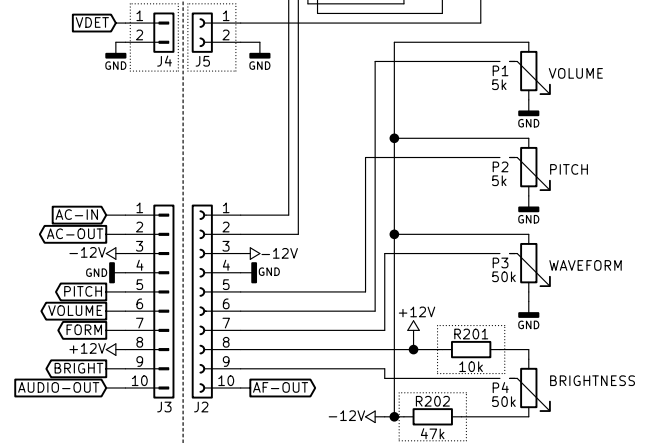 VDET
1
2
GND
J4
1
2
GND
J5
P1
5k
VOLUME
GND
P2
5k
PITCH
GND
P3
50k
WAVEFORM
GND
AC-IN
1
AC-OUT
2
-12V
3
GND
4
PITCH
5
VOLUME
6
FORM
7
+12V
8
BRIGHT
9
AUDIO-OUT
10
J3
1
2
3
-12V
4
GND
5
6
7
8
9
10
AF-OUT
J2
+12V
R201
10k
P4
50k
BRIGHTNESS
-12V
R202
47k